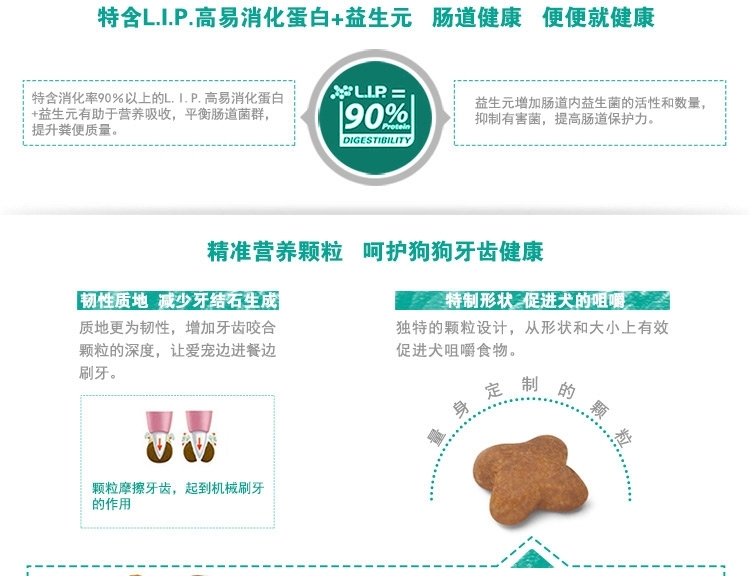 特含L.I.P.高易消化蛋白+益生元 肠道健康 便便就健康
特含消化率90%以上的L.I.P.高易消化蛋白
+益生元有助于营养吸收，平衡肠道菌群，
提升粪便质量。
L.I.P. =
90%
Protein
DIGESTIBILITY
益生元增加肠道内益生菌的活性和数量，
抑制有害菌，提高肠道保护力。
精准营养颗粒 呵护狗狗牙齿健康
韧性质地 减少牙结石生成
质地更为韧性，增加牙齿咬合
颗粒的深度，让爱宠边进餐边
刷牙。
颗粒摩擦牙齿，起到机械刷牙
的作用
特制形状 促进犬的咀嚼
独特的颗粒设计，从形状和大小上有效
促进犬咀嚼食物。
量身定制的颗粒